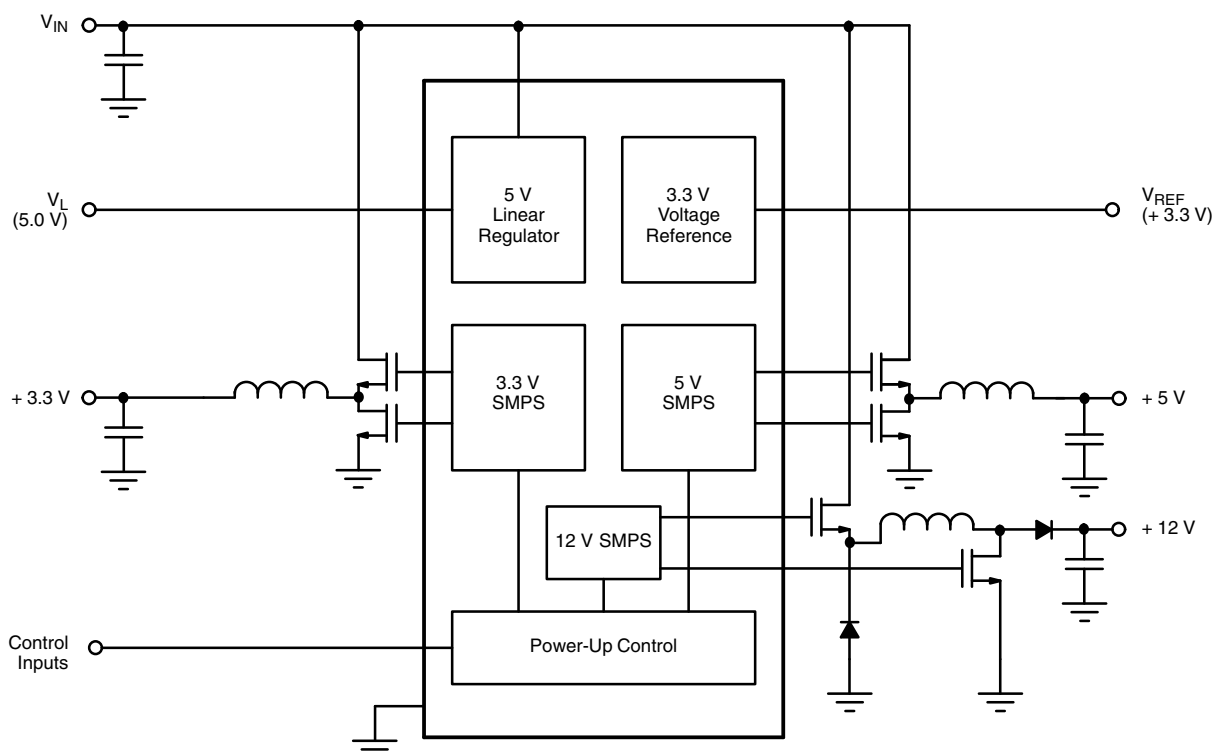 V_IN
V_L
(5.0 V)
5 V
Linear
Regulator
3.3 V
Voltage
Reference
V_REF
(+ 3.3 V)
+ 3.3 V
3.3 V
SMPS
5 V
SMPS
+ 5 V
12 V SMPS
+ 12 V
Control
Inputs
Power-Up Control